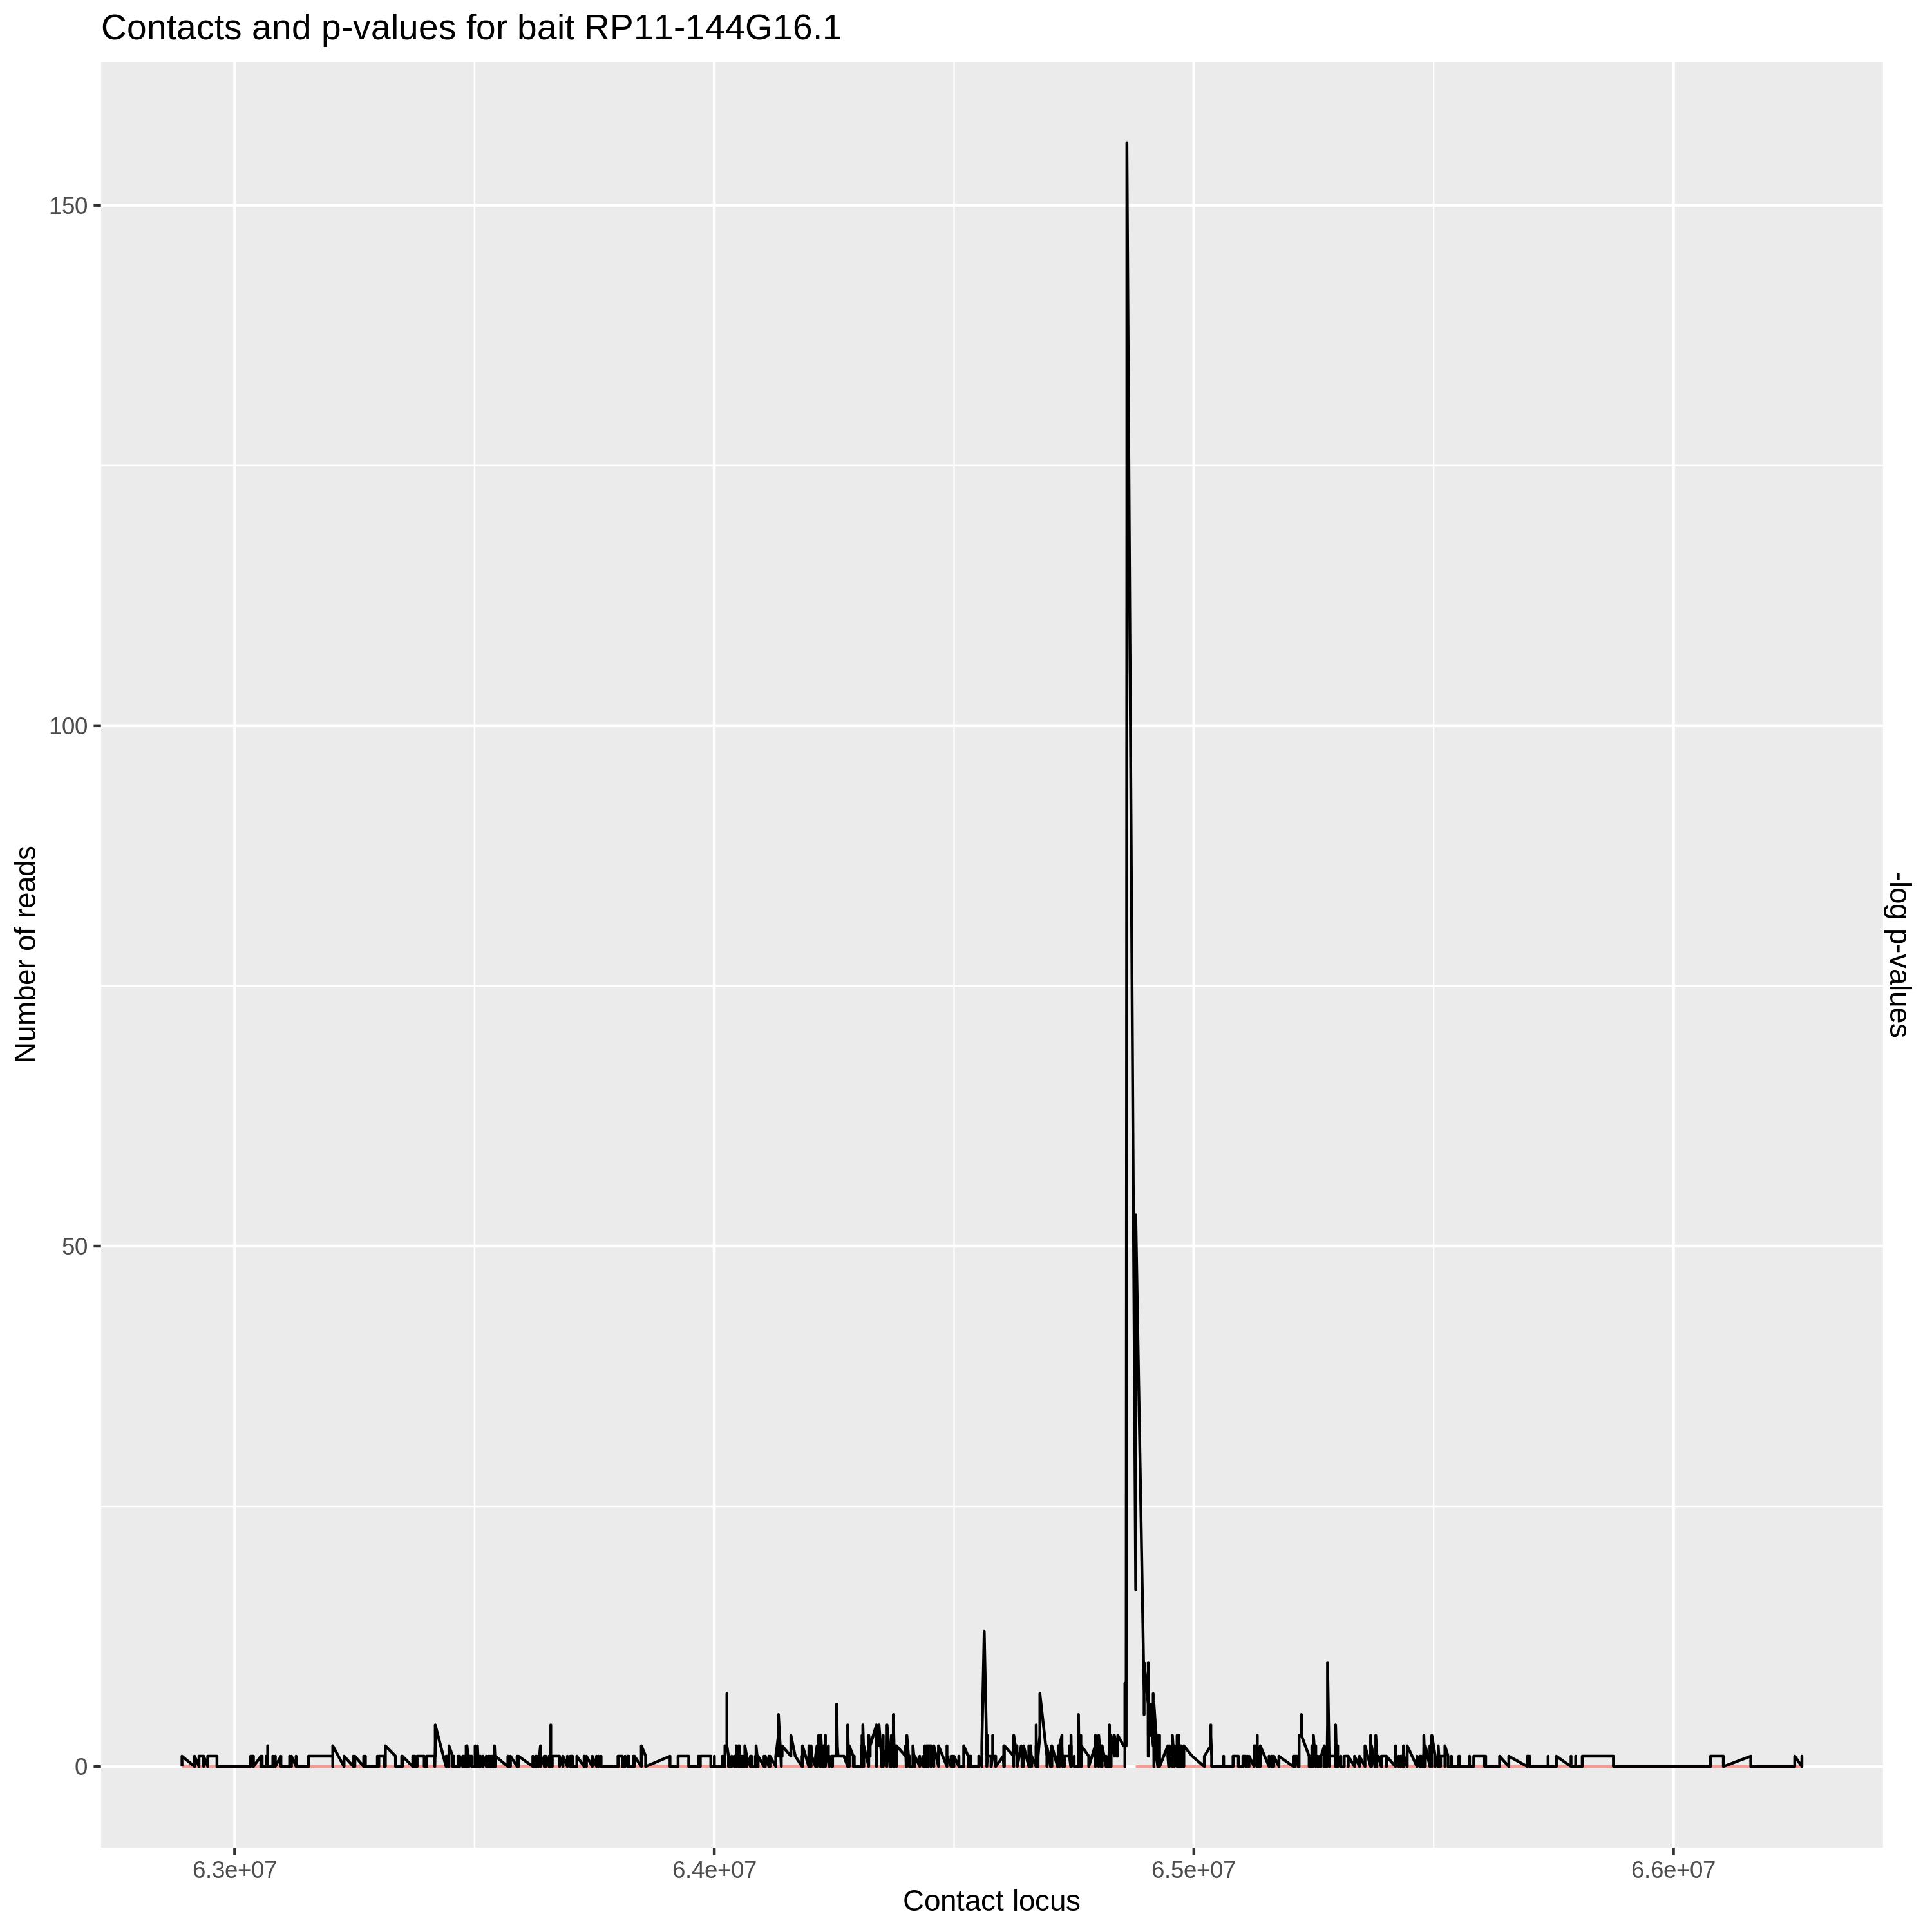 Contacts and p-values for bait RP11-144G16.1
150
100
50
0
Number of reads
-log p-values
6.3e+07
6.4e+07
6.5e+07
6.6e+07
Contact locus